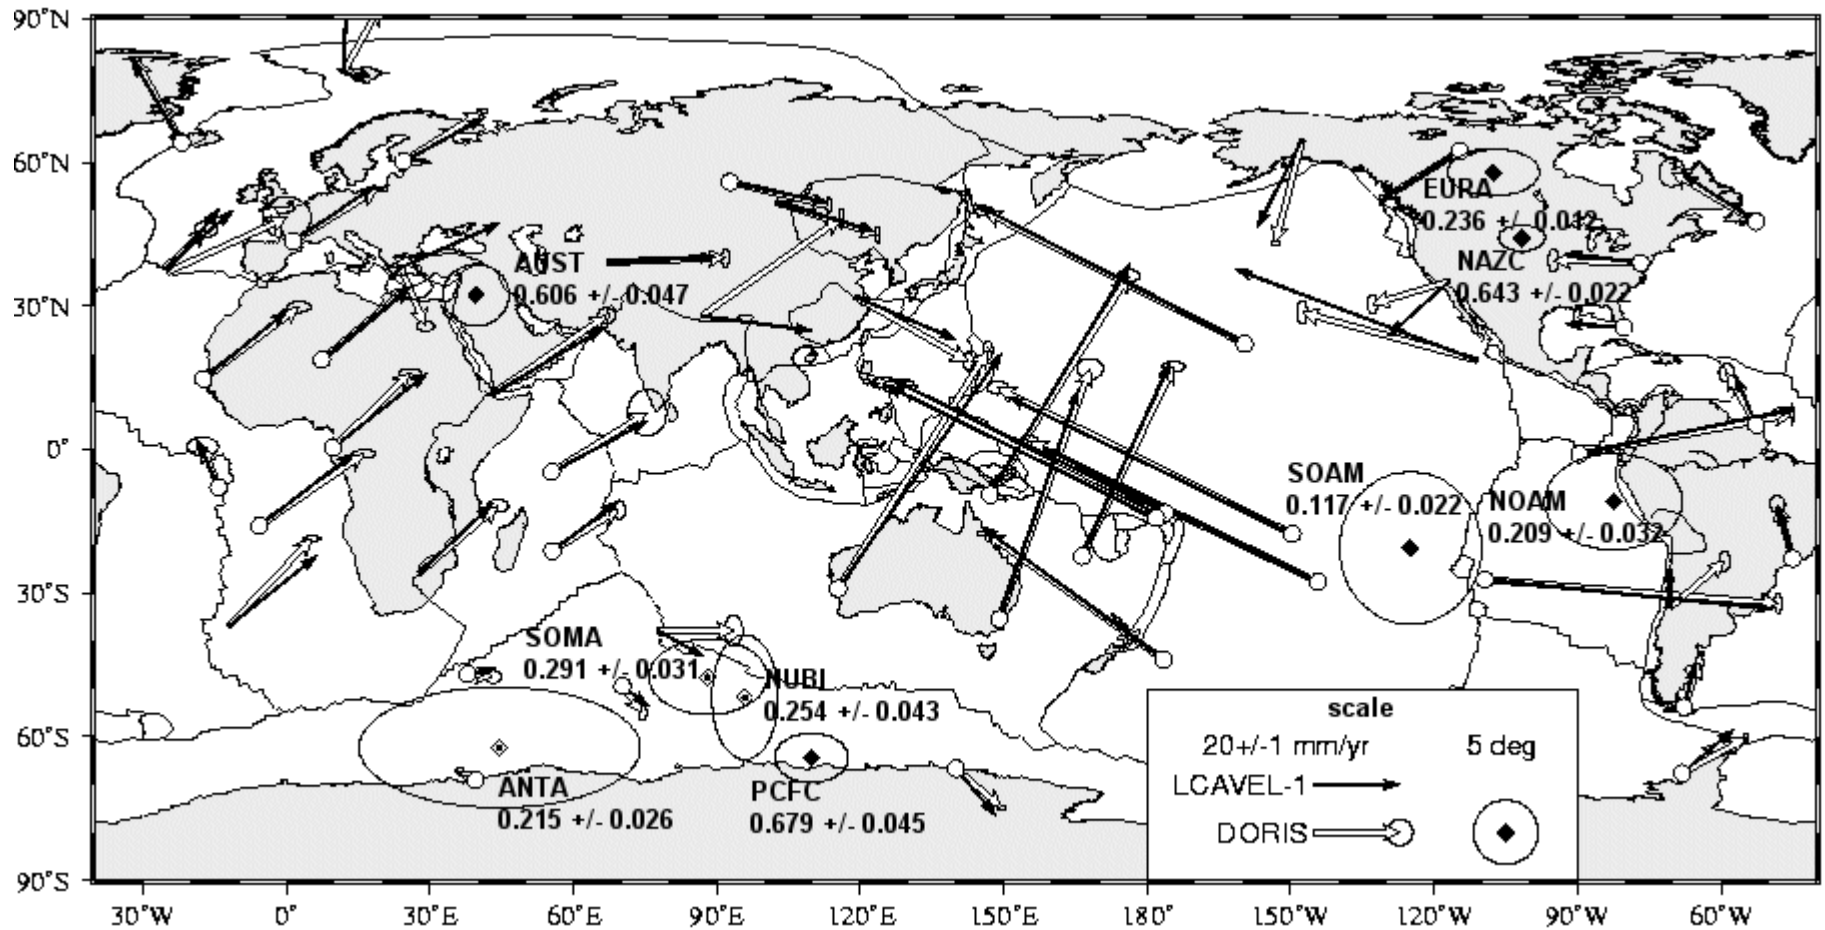 90°N
60°N
30°N
0°
30°S
60°S
90°S
EURA
0.236 +/- 0.012
NAZC
0.643 +/- 0.022
AUST
0.606 +/- 0.047
SOAM
0.117 +/- 0.022
NOAM
0.209 +/- 0.032
SOMA
0.291 +/- 0.031
NUBI
0.254 +/- 0.043
ANTA
0.215 +/- 0.026
PCFC
0.679 +/- 0.045
scale
20+/-1 mm/yr 5 deg
LCAVEL-1
DORIS
30°W 0° 30°E 60°E 90°E 120°E 150°E 180° 150°W 120°W 90°W 60°W